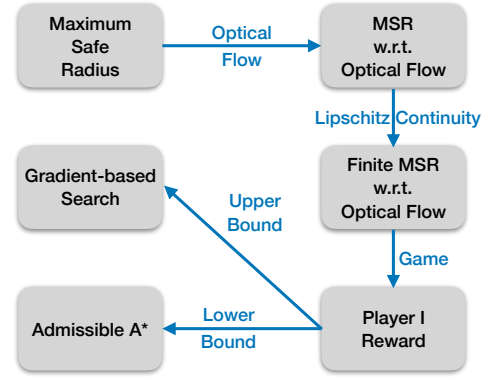 Maximum
Safe
Radius
Optical
Flow
MSR
w.r.t.
Optical Flow
Lipschitz Continuity
Gradient-based
Search
Finite MSR
w.r.t.
Optical Flow
Upper
Bound
Game
Admissible A*
Lower
Bound
Player I
Reward